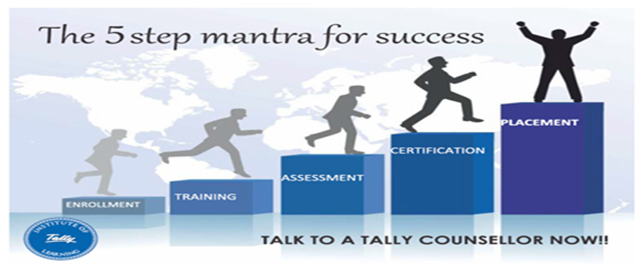 The 5 step mantra for success
PLACEMENT
CERTIFICATION
ASSESSMENT
TRAINING
ENROLLMENT
INSTITUTE OF
Tally
LEARNING
TALK TO A TALLY COUNSELLOR NOW!!